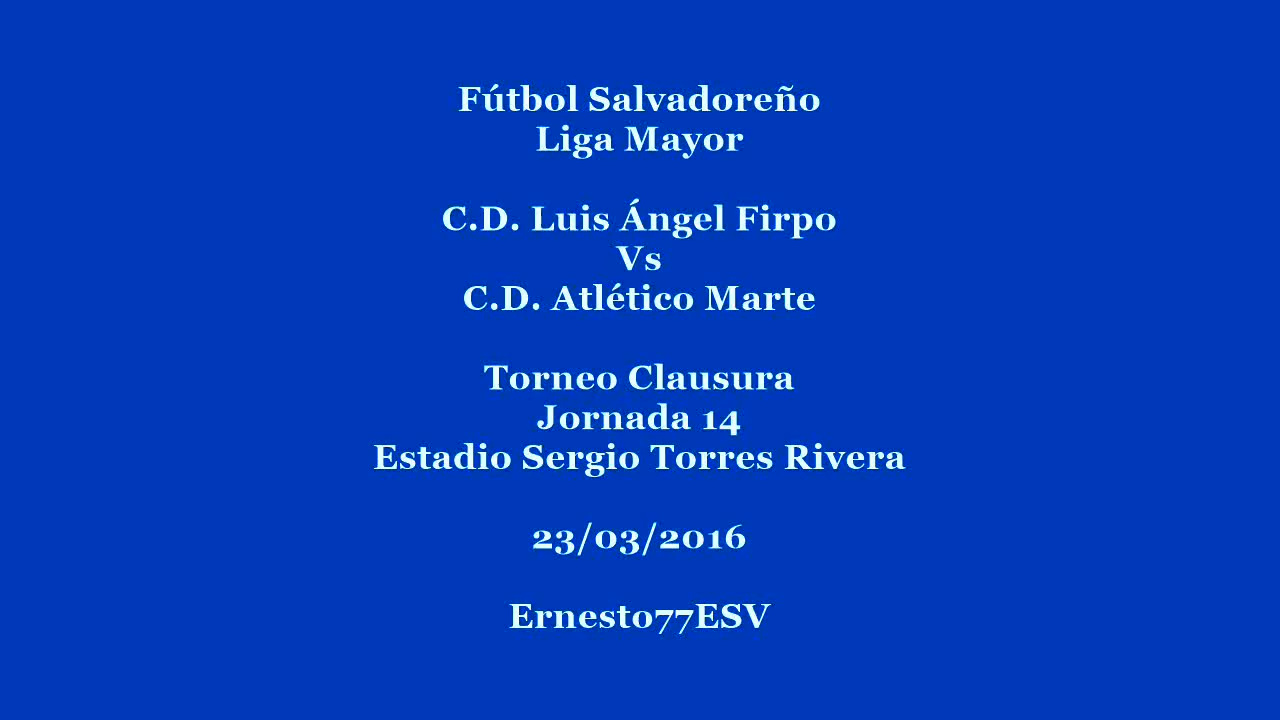 Fútbol Salvadoreño
Liga Mayor
C.D. Luis Ángel Firpo
Vs
C.D. Atlético Marte
Torneo Clausura
Jornada 14
Estadio Sergio Torres Rivera
23/03/2016
Ernesto77ESV